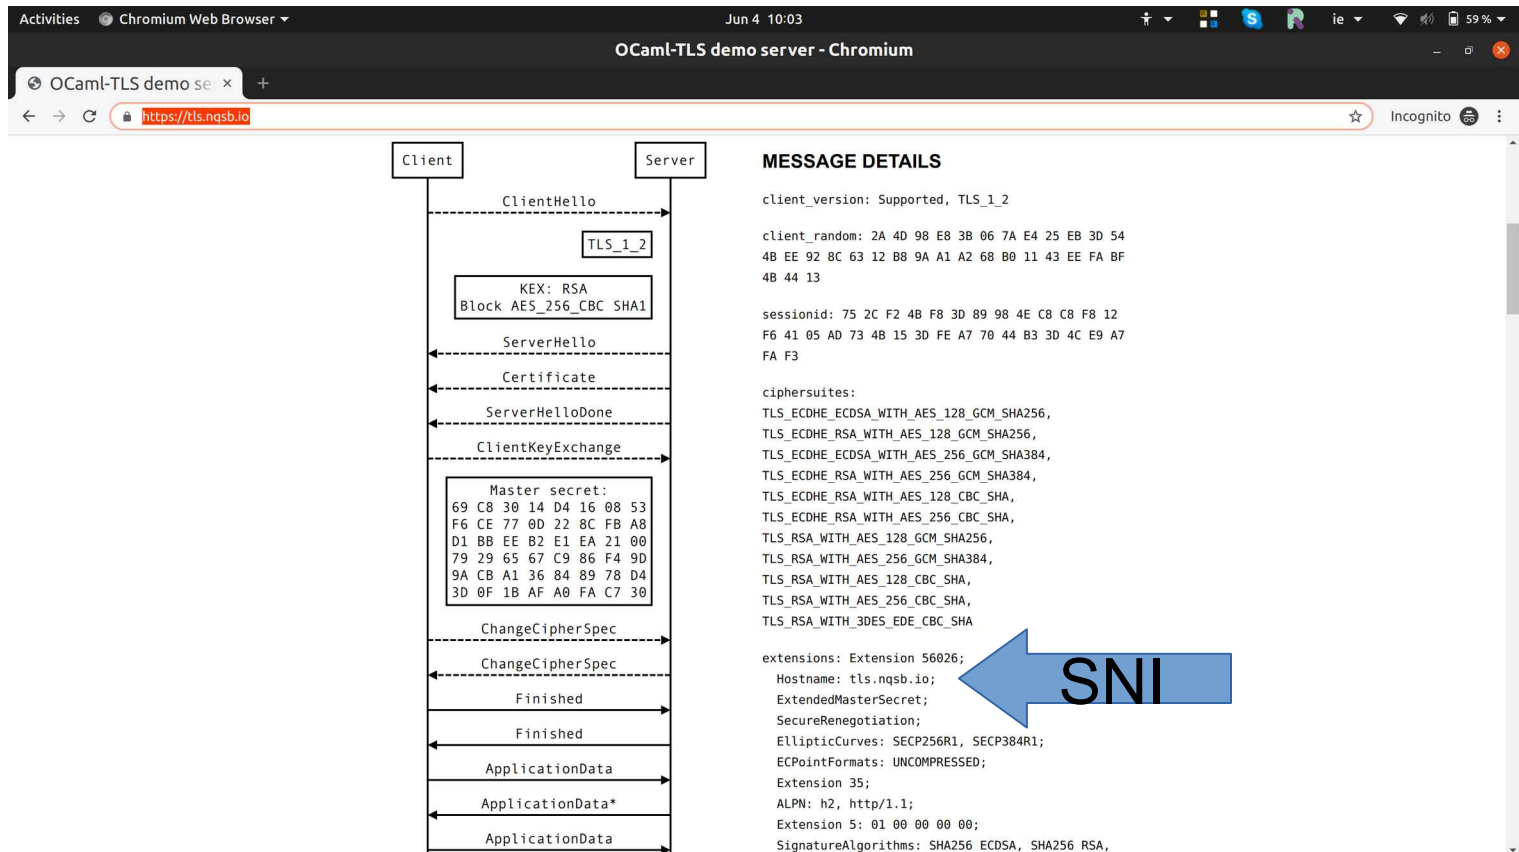 Activities Chromium Web Browser Jun 4 10:03 ie 59 %
OCaml-TLS demo server - Chromium
OCaml-TLS demo se
https://tls.nqsb.io Incognito
Client Server
ClientHello
TLS_1_2
KEX: RSA
Block AES_256_CBC SHA1
ServerHello
Certificate
ServerHelloDone
ClientKeyExchange
Master secret:
69 C8 30 14 D4 16 08 53
F6 CE 77 0D 22 8C FB A8
D1 BB EE B2 E1 EA 21 00
79 29 65 67 C9 86 F4 9D
9A CB A1 36 84 89 78 D4
3D 0F 1B AF A0 FA C7 30
ChangeCipherSpec
ChangeCipherSpec
Finished
Finished
ApplicationData
ApplicationData*
ApplicationData
MESSAGE DETAILS
client_version: Supported, TLS_1_2
client_random: 2A 4D 98 E8 3B 06 7A E4 25 EB 3D 54
4B EE 92 8C 63 12 B8 9A A1 A2 68 B0 11 43 EE FA BF
4B 44 13
sessionid: 75 2C F2 4B F8 3D 89 98 4E C8 C8 F8 12
F6 41 05 AD 73 4B 15 3D FE A7 70 44 B3 3D 4C E9 A7
FA F3
ciphersuites:
TLS_ECDHE_ECDSA_WITH_AES_128_GCM_SHA256,
TLS_ECDHE_RSA_WITH_AES_128_GCM_SHA256,
TLS_ECDHE_ECDSA_WITH_AES_256_GCM_SHA384,
TLS_ECDHE_RSA_WITH_AES_256_GCM_SHA384,
TLS_ECDHE_RSA_WITH_AES_128_CBC_SHA,
TLS_ECDHE_RSA_WITH_AES_256_CBC_SHA,
TLS_RSA_WITH_AES_128_GCM_SHA256,
TLS_RSA_WITH_AES_256_GCM_SHA384,
TLS_RSA_WITH_AES_128_CBC_SHA,
TLS_RSA_WITH_AES_256_CBC_SHA,
TLS_RSA_WITH_3DES_EDE_CBC_SHA
extensions: Extension 56026;
Hostname: tls.nqsb.io;
SNI
ExtendedMasterSecret;
SecureRenegotiation;
EllipticCurves: SECP256R1, SECP384R1;
ECPointFormats: UNCOMPRESSED;
Extension 35;
ALPN: h2, http/1.1;
Extension 5: 01 00 00 00 00;
SignatureAlgorithms: SHA256 ECDSA, SHA256 RSA,